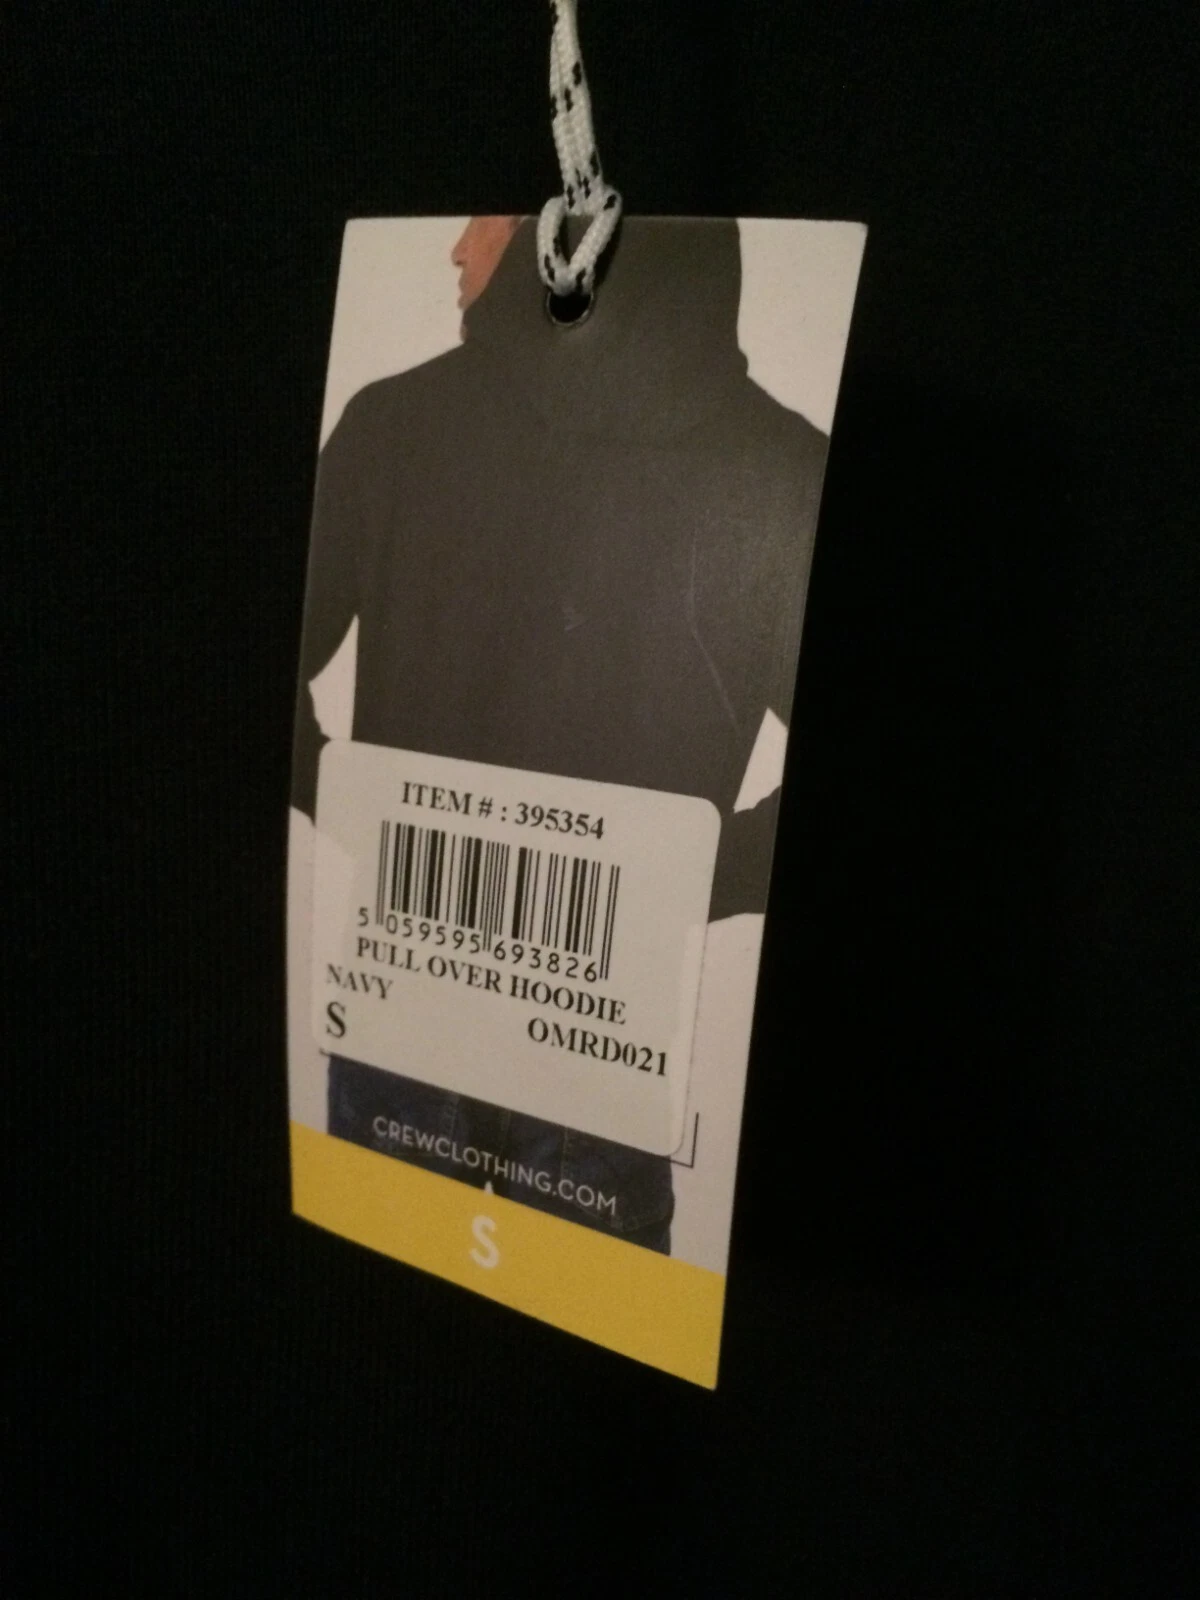 ITEM # : 395354
5 059595 693826
PULL OVER HOODIE
NAVY
S OMRD021
CREWCLOTHING.COM
S